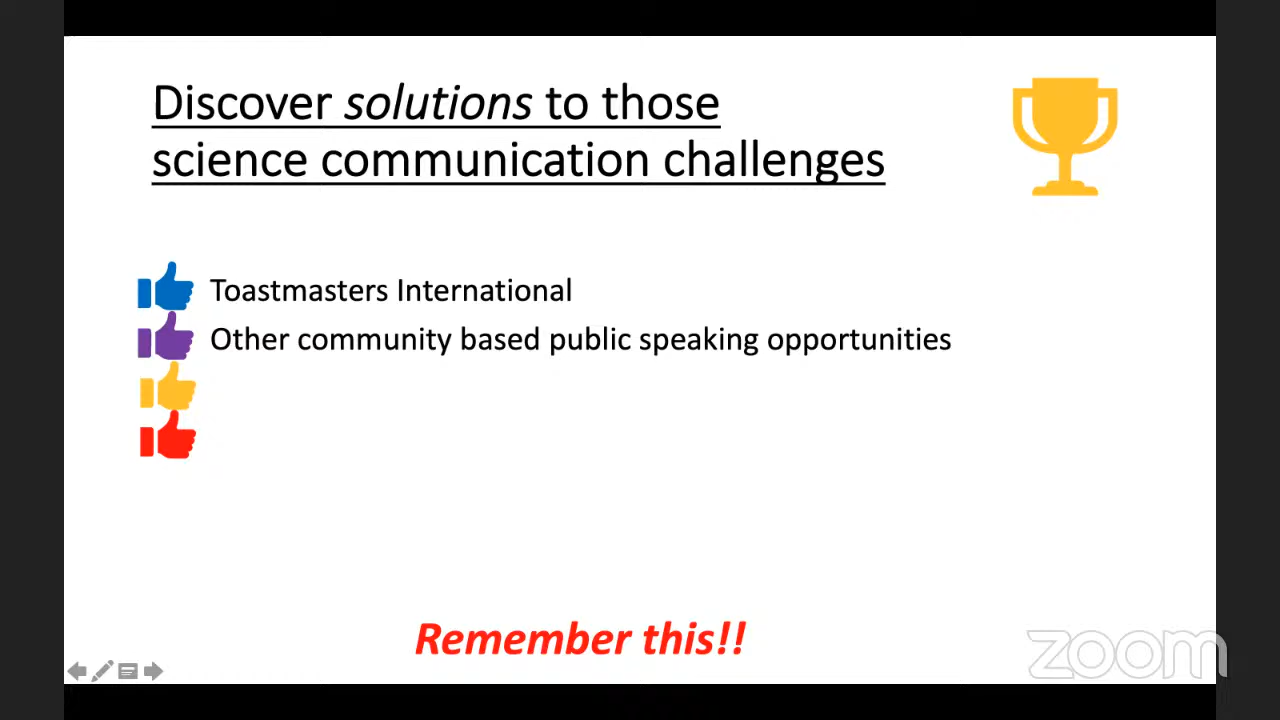 Discover solutions to those
science communication challenges
Toastmasters International
Other community based public speaking opportunities
Remember this!!
zoom